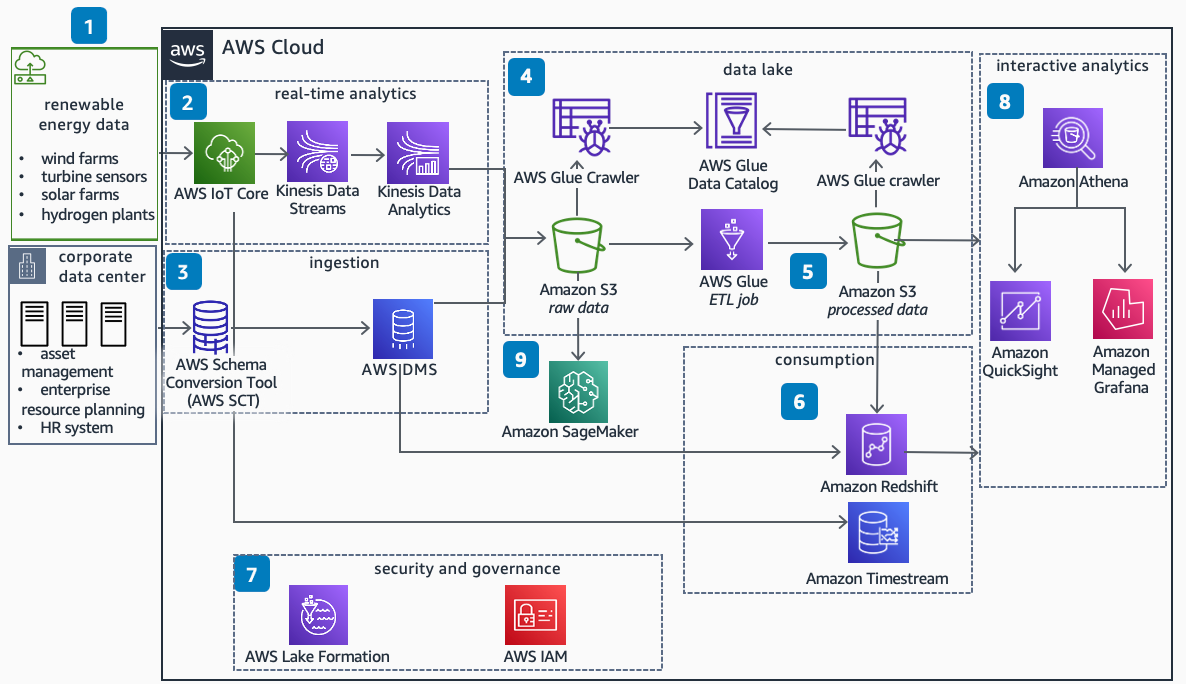 1
aws
AWS Cloud
renewable
energy data
• wind farms
• turbine sensors
• solar farms
• hydrogen plants
2
real-time analytics
AWS IoT Core
Kinesis Data
Streams
Kinesis Data
Analytics
corporate
data center
• asset
management
• enterprise
resource planning
• HR system
3
ingestion
AWS Schema
Conversion Tool
(AWS SCT)
AWS DMS
4
data lake
AWS Glue Crawler
AWS Glue
Data Catalog
AWS Glue crawler
Amazon S3
raw data
AWS Glue
ETL job
5
Amazon S3
processed data
9
Amazon SageMaker
consumption
6
Amazon Redshift
Amazon Timestream
7
security and governance
AWS Lake Formation
AWS IAM
interactive analytics
8
Amazon Athena
Amazon
QuickSight
Amazon
Managed
Grafana